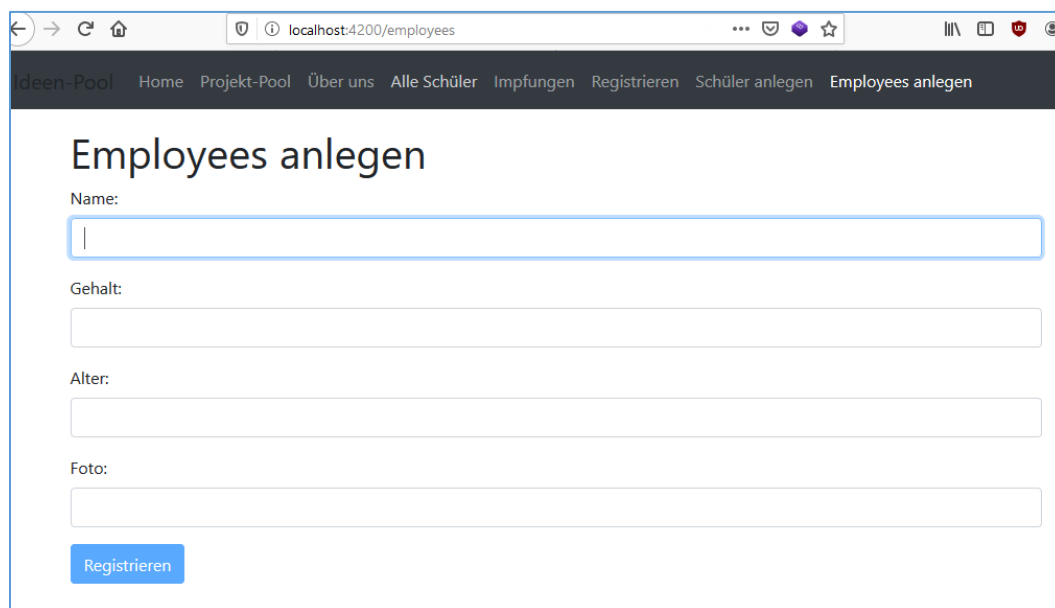 localhost:4200/employees
Ideen-Pool Home Projekt-Pool Über uns Alle Schüler Impfungen Registrieren Schüler anlegen Employees anlegen
Employees anlegen
Name:
Gehalt:
Alter:
Foto:
Registrieren